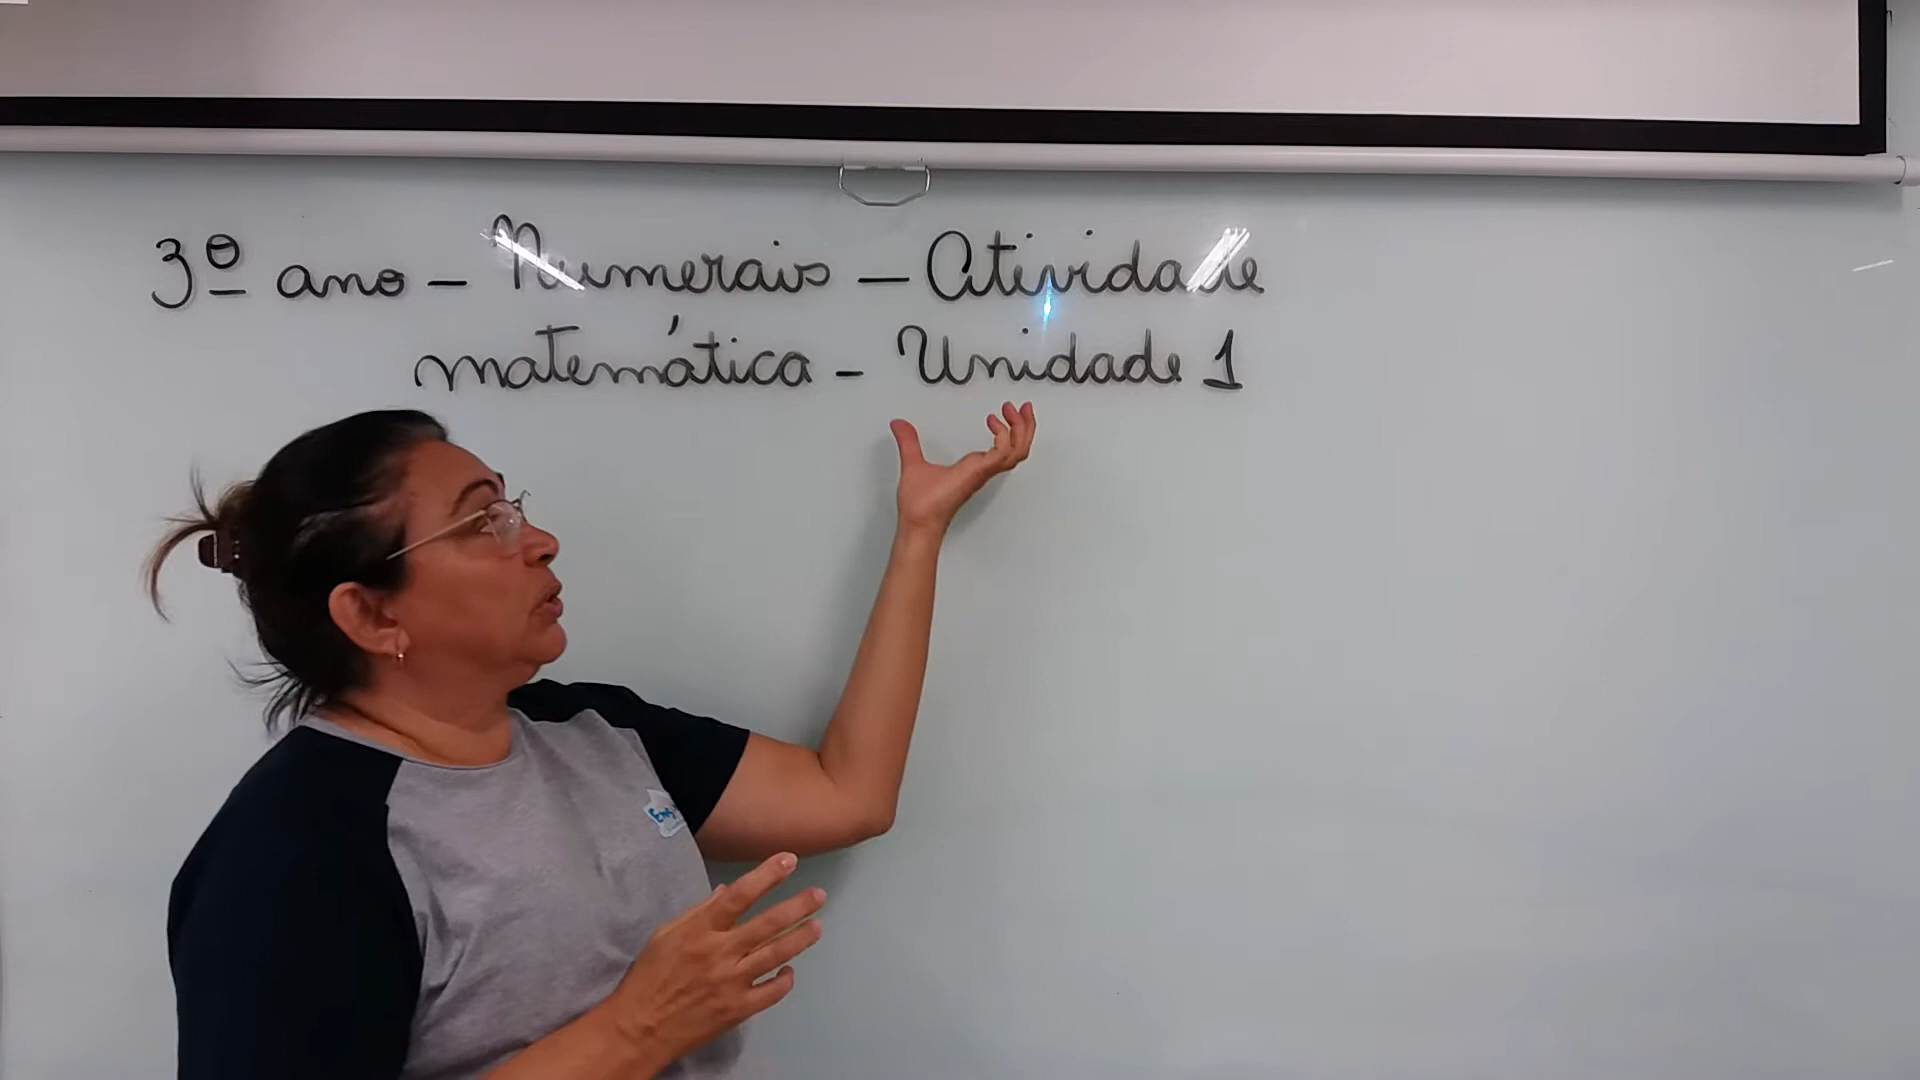 3º ano - Numerais - Atividade
matemática - Unidade 1